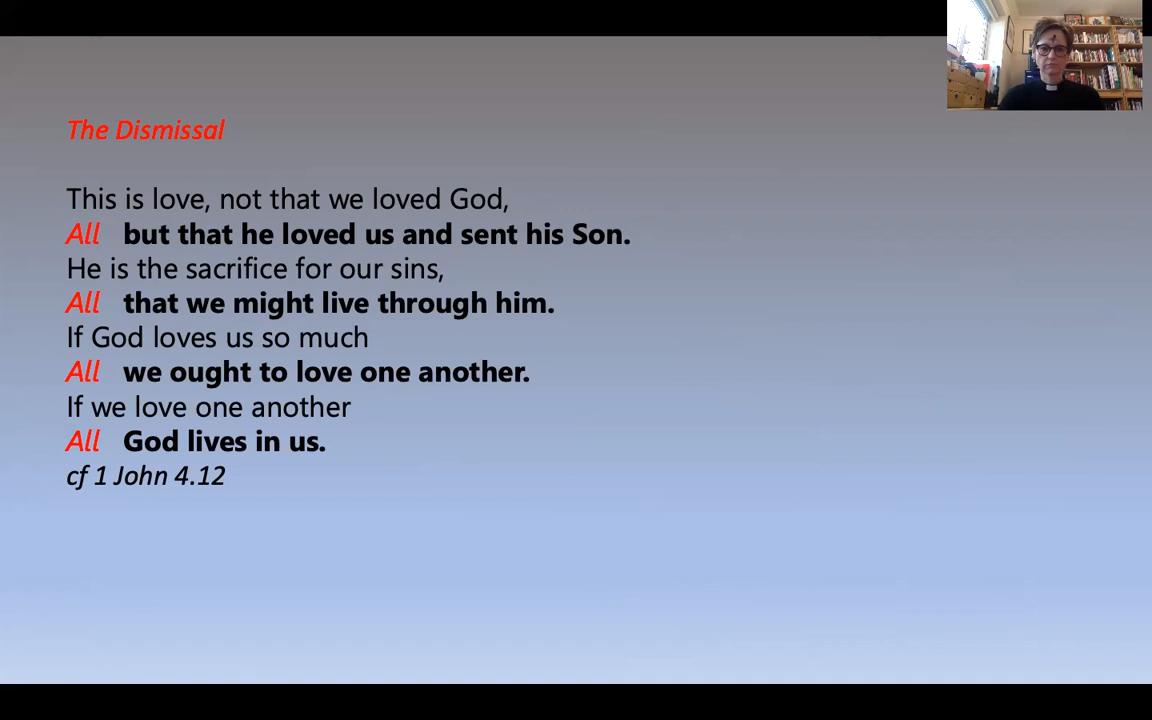 The Dismissal
This is love, not that we loved God,
All but that he loved us and sent his Son.
He is the sacrifice for our sins,
All that we might live through him.
If God loves us so much
All we ought to love one another.
If we love one another
All God lives in us.
cf 1 John 4.12